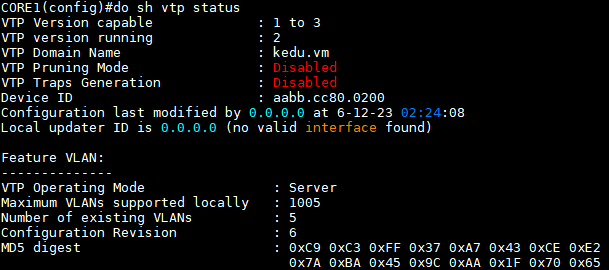 CORE1(config)#do sh vtp status
VTP Version capable : 1 to 3
VTP version running : 2
VTP Domain Name : kedu.vm
VTP Pruning Mode : Disabled
VTP Traps Generation : Disabled
Device ID : aabb.cc80.0200
Configuration last modified by 0.0.0.0 at 6-12-23 02:24:08
Local updater ID is 0.0.0.0 (no valid interface found)
Feature VLAN:
--------------
VTP Operating Mode : Server
Maximum VLANs supported locally : 1005
Number of existing VLANs : 5
Configuration Revision : 6
MD5 digest : 0xC9 0xC3 0xFF 0x37 0xA7 0x43 0xCE 0xE2
0x7A 0xBA 0x45 0x9C 0xAA 0x1F 0x70 0x65